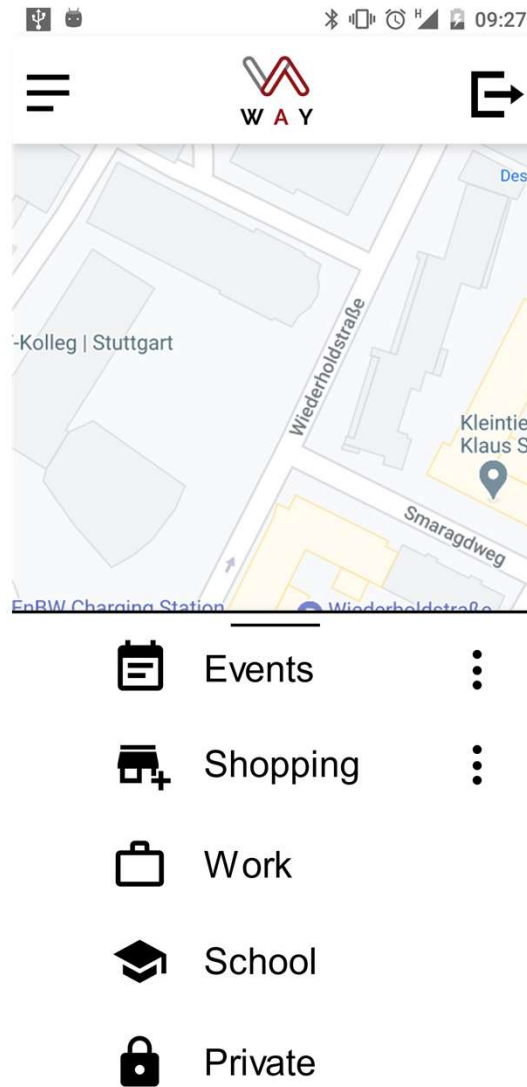 H
09:27
WAY
Des
-Kolleg | Stuttgart
Wiederholdstraße
Kleintie
Klaus S
Smaragdweg
EnBW Charging Station
Wiederholdstraße
Events
Shopping
Work
School
Private